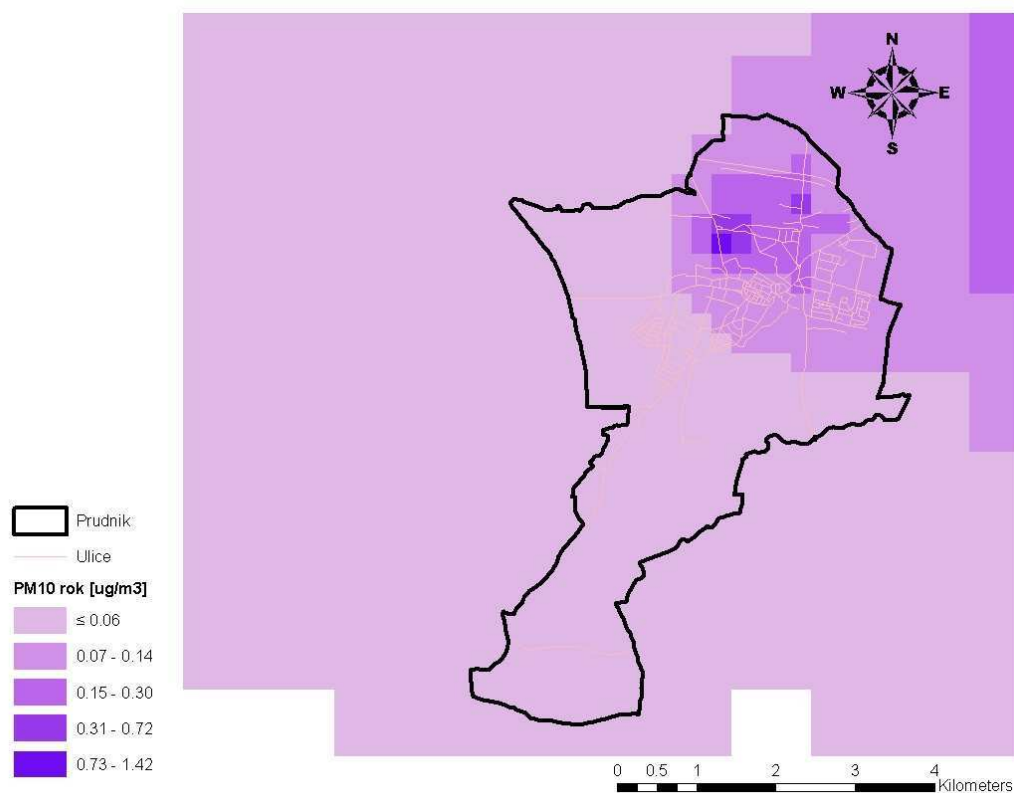 N
W E
S
Prudnik
Ulice
PM10 rok [ug/m3]
≤ 0.06
0.07 - 0.14
0.15 - 0.30
0.31 - 0.72
0.73 - 1.42
0 0.5 1 2 3 4
Kilometers